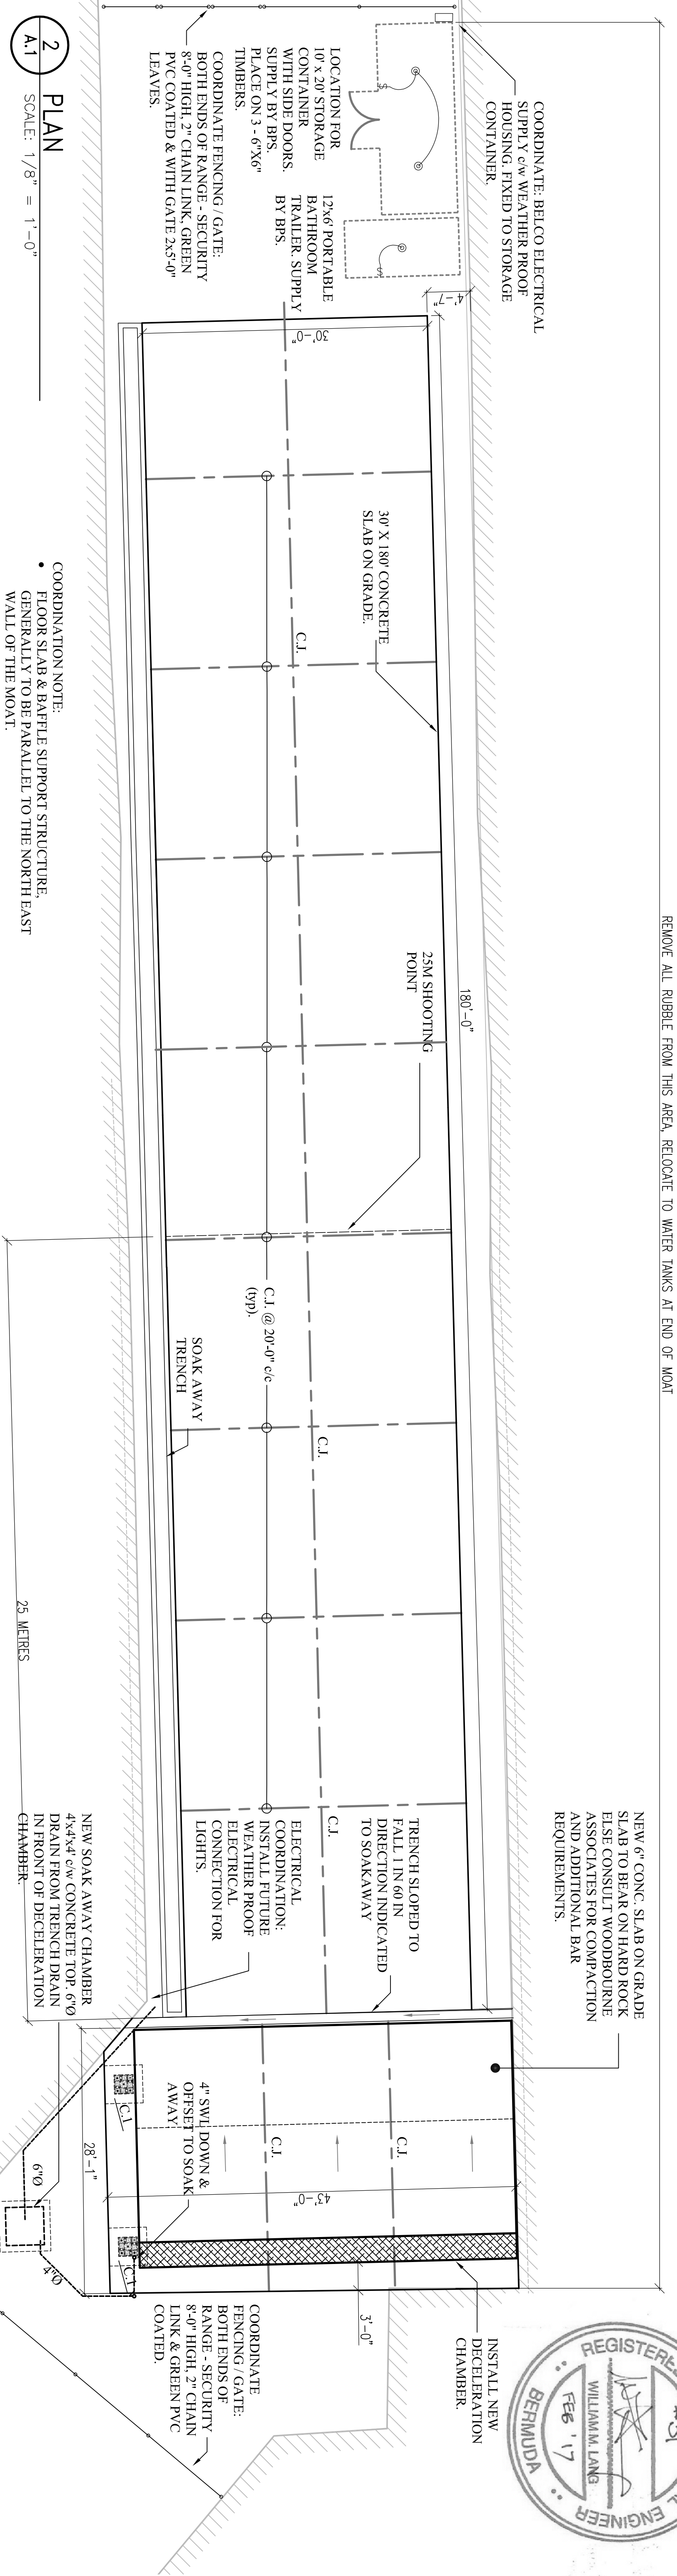 REMOVE ALL RUBBLE FROM THIS AREA, RELOCATE TO WATER TANKS AT END OF MOAT
COORDINATE: BELCO ELECTRICAL
SUPPLY c/w WEATHER PROOF
HOUSING. FIXED TO STORAGE
CONTAINER.
LOCATION FOR
10' x 20' STORAGE
CONTAINER
WITH SIDE DOORS.
SUPPLY BY BPS.
PLACE ON 3 - 6"X6"
TIMBERS.
S
12'x6' PORTABLE
BATHROOM
TRAILER. SUPPLY
BY BPS.
S
COORDINATE FENCING / GATE:
BOTH ENDS OF RANGE - SECURITY
8'-0" HIGH, 2" CHAIN LINK, GREEN
PVC COATED & WITH GATE 2x5'-0"
LEAVES.
4'-7"
30'-0"
180'-0"
30' X 180' CONCRETE
SLAB ON GRADE.
C.J.
25M SHOOTING
POINT
C.J. @ 20'-0" c/c
(typ).
C.J.
SOAK AWAY
TRENCH
C.J.
TRENCH SLOPED TO
FALL 1 IN 60 IN
DIRECTION INDICATED
TO SOAKAWAY
ELECTRICAL
COORDINATION:
INSTALL FUTURE
WEATHER PROOF
ELECTRICAL
CONNECTION FOR
LIGHTS.
NEW 6" CONC. SLAB ON GRADE
SLAB TO BEAR ON HARD ROCK
ELSE CONSULT WOODBOURNE
ASSOCIATES FOR COMPACTION
AND ADDITIONAL BAR
REQUIREMENTS.
25 METRES
NEW SOAK AWAY CHAMBER
4'x4'x4' c/w CONCRETE TOP. 6"Ø
DRAIN FROM TRENCH DRAIN
IN FRONT OF DECELERATION
CHAMBER.
C.J.
C.J.
43'-0"
4" SWL DOWN &
OFFSET TO SOAK
AWAY
C.1
C.1
28'-1"
6"Ø
4"Ø
3'-0"
INSTALL NEW
DECELERATION
CHAMBER.
COORDINATE
FENCING / GATE:
BOTH ENDS OF
RANGE - SECURITY
8'-0" HIGH, 2" CHAIN
LINK & GREEN PVC
COATED.
COORDINATION NOTE:
• FLOOR SLAB & BAFFLE SUPPORT STRUCTURE,
GENERALLY TO BE PARALLEL TO THE NORTH EAST
WALL OF THE MOAT.
2
A.1
PLAN
SCALE: 1/8" = 1'-0"
ENGINEER
WILLIAM M. LANG
FEB '17
BERMUDA